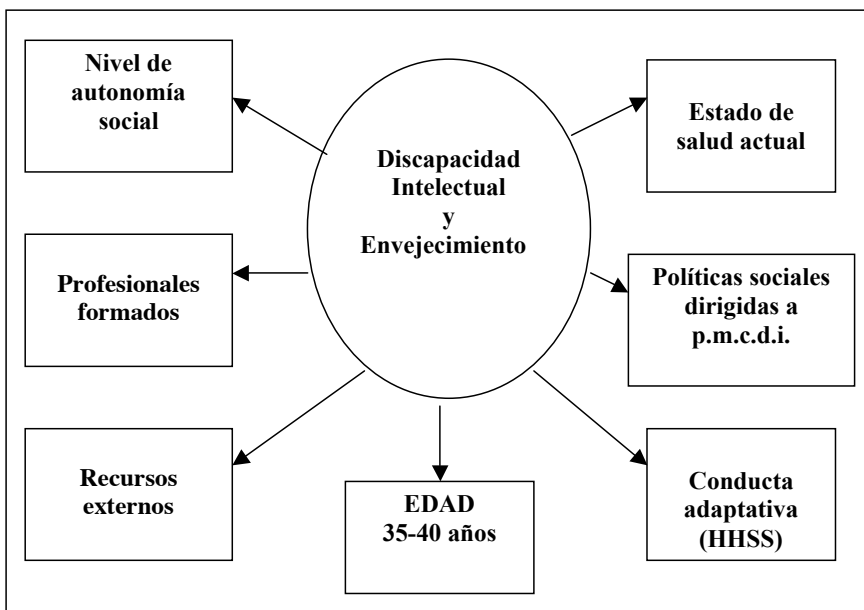 Nivel de
autonomía
social
Discapacidad
Intelectual
y
Envejecimiento
Estado de
salud actual
Profesionales
formados
Políticas sociales
dirigidas a
p.m.c.d.i.
Recursos
externos
EDAD
35-40 años
Conducta
adaptativa
(HHSS)